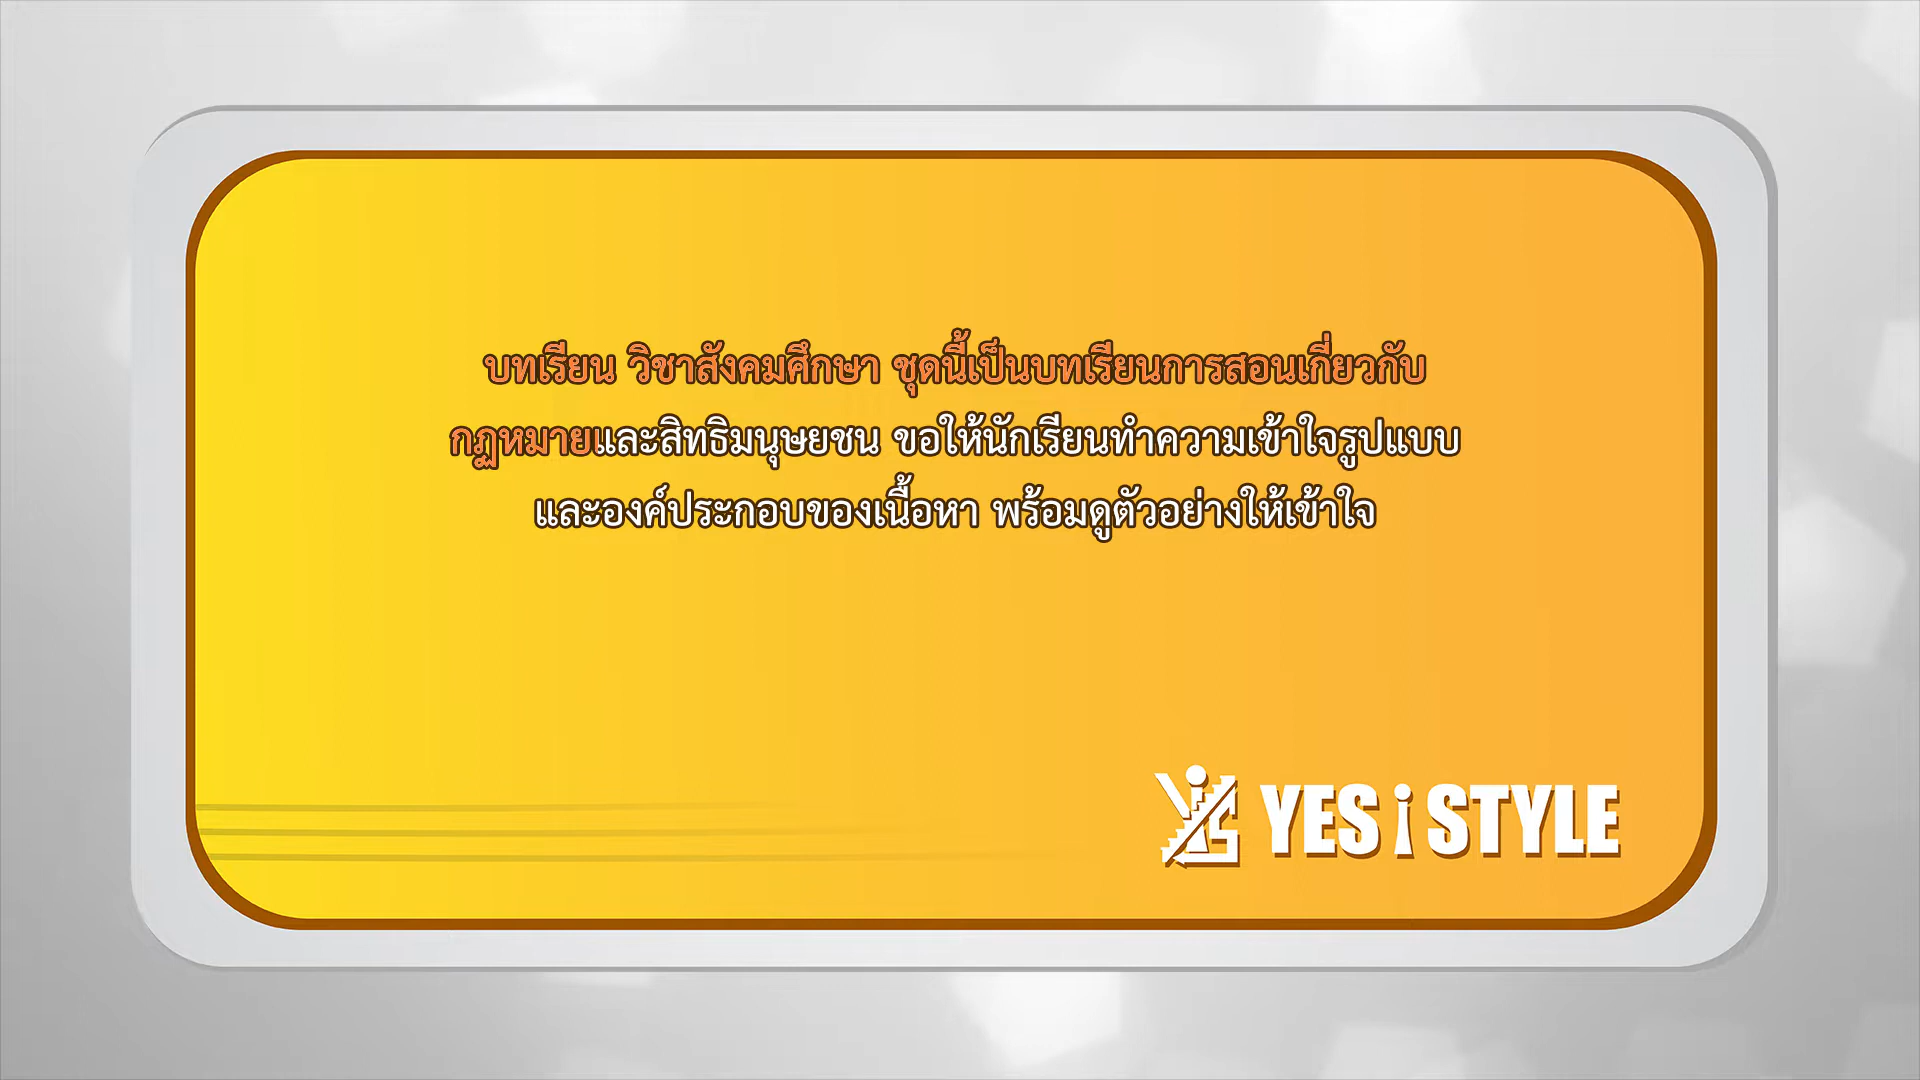 บทเรียน วิชาสังคมศึกษา ชุดนี้เป็นบทเรียนการสอนเกี่ยวกับ
กฎหมายและสิทธิมนุษยชน ขอให้นักเรียนทำความเข้าใจรูปแบบ
และองค์ประกอบของเนื้อหา พร้อมดูตัวอย่างให้เข้าใจ
YES i STYLE